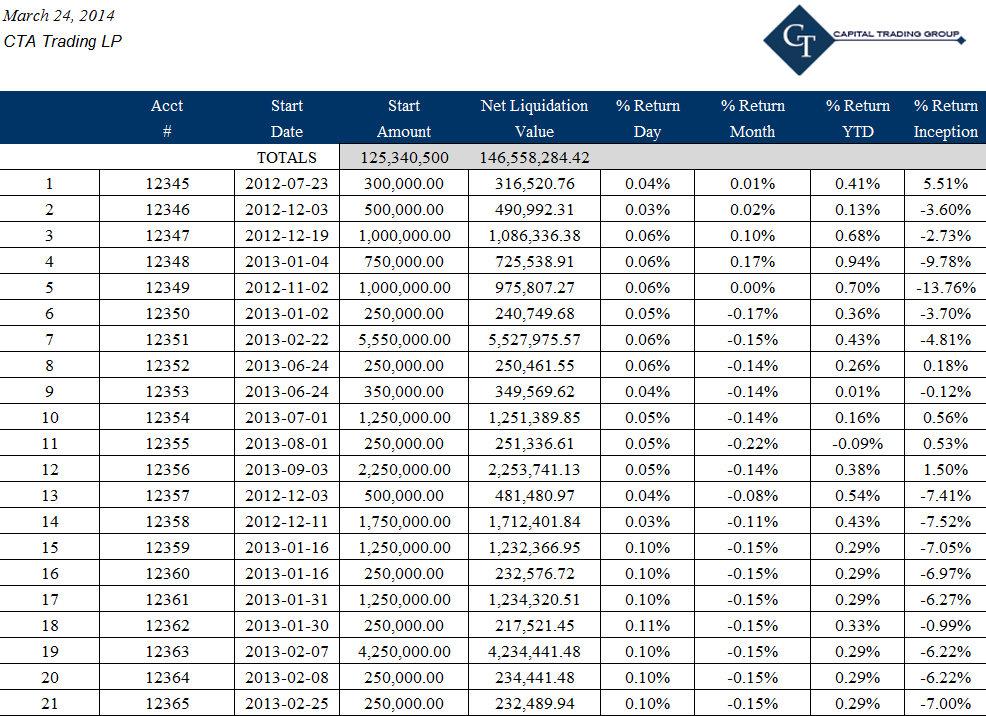 March 24, 2014
CTA Trading LP
CT CAPITAL TRADING GROUP
Acct Start Start Net Liquidation % Return % Return % Return % Return
# Date Amount Value Day Month YTD Inception
TOTALS 125,340,500 146,558,284.42
1 12345 2012-07-23 300,000.00 316,520.76 0.04% 0.01% 0.41% 5.51%
2 12346 2012-12-03 500,000.00 490,992.31 0.03% 0.02% 0.13% -3.60%
3 12347 2012-12-19 1,000,000.00 1,086,336.38 0.06% 0.10% 0.68% -2.73%
4 12348 2013-01-04 750,000.00 725,538.91 0.06% 0.17% 0.94% -9.78%
5 12349 2012-11-02 1,000,000.00 975,807.27 0.06% 0.00% 0.70% -13.76%
6 12350 2013-01-02 250,000.00 240,749.68 0.05% -0.17% 0.36% -3.70%
7 12351 2013-02-22 5,550,000.00 5,527,975.57 0.06% -0.15% 0.43% -4.81%
8 12352 2013-06-24 250,000.00 250,461.55 0.06% -0.14% 0.26% 0.18%
9 12353 2013-06-24 350,000.00 349,569.62 0.04% -0.14% 0.01% -0.12%
10 12354 2013-07-01 1,250,000.00 1,251,389.85 0.05% -0.14% 0.16% 0.56%
11 12355 2013-08-01 250,000.00 251,336.61 0.05% -0.22% -0.09% 0.53%
12 12356 2013-09-03 2,250,000.00 2,253,741.13 0.05% -0.14% 0.38% 1.50%
13 12357 2012-12-03 500,000.00 481,480.97 0.04% -0.08% 0.54% -7.41%
14 12358 2012-12-11 1,750,000.00 1,712,401.84 0.03% -0.11% 0.43% -7.52%
15 12359 2013-01-16 1,250,000.00 1,232,366.95 0.10% -0.15% 0.29% -7.05%
16 12360 2013-01-16 250,000.00 232,576.72 0.10% -0.15% 0.29% -6.97%
17 12361 2013-01-31 1,250,000.00 1,234,320.51 0.10% -0.15% 0.29% -6.27%
18 12362 2013-01-30 250,000.00 217,521.45 0.11% -0.15% 0.33% -0.99%
19 12363 2013-02-07 4,250,000.00 4,234,441.48 0.10% -0.15% 0.29% -6.22%
20 12364 2013-02-08 250,000.00 234,441.48 0.10% -0.15% 0.29% -6.22%
21 12365 2013-02-25 250,000.00 232,489.94 0.10% -0.15% 0.29% -7.00%